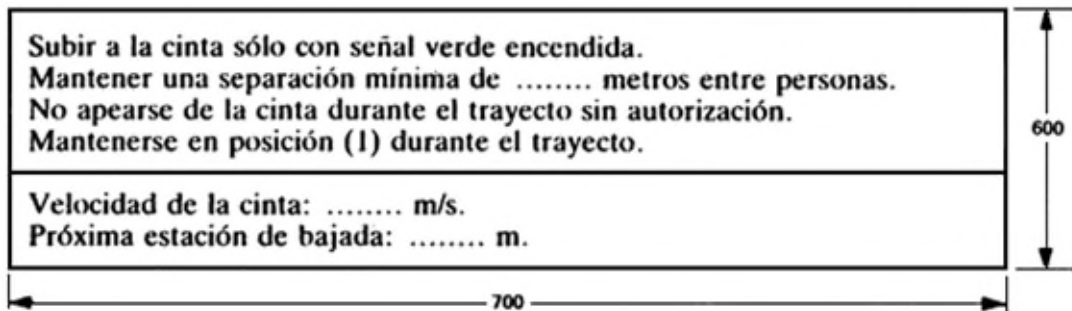 Subir a la cinta sólo con señal verde encendida.
Mantener una separación mínima de ........ metros entre personas.
No apearse de la cinta durante el trayecto sin autorización.
Mantenerse en posición (1) durante el trayecto.
600
Velocidad de la cinta: ........ m/s.
Próxima estación de bajada: ........ m.
700